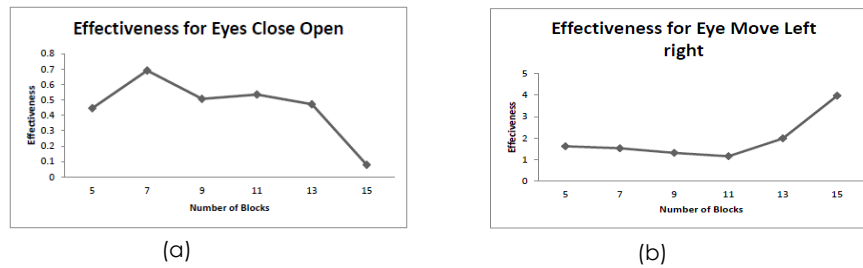 Effectiveness for Eyes Close Open
0.8
0.7
0.6
0.5
0.4
0.3
0.2
0.1
0
Effectiveness
5 7 9 11 13 15
Number of Blocks
(a)
Effectiveness for Eye Move Left
right
5
4
3
2
1
0
Effeciveness
5 7 9 11 13 15
Number of Blocks
(b)